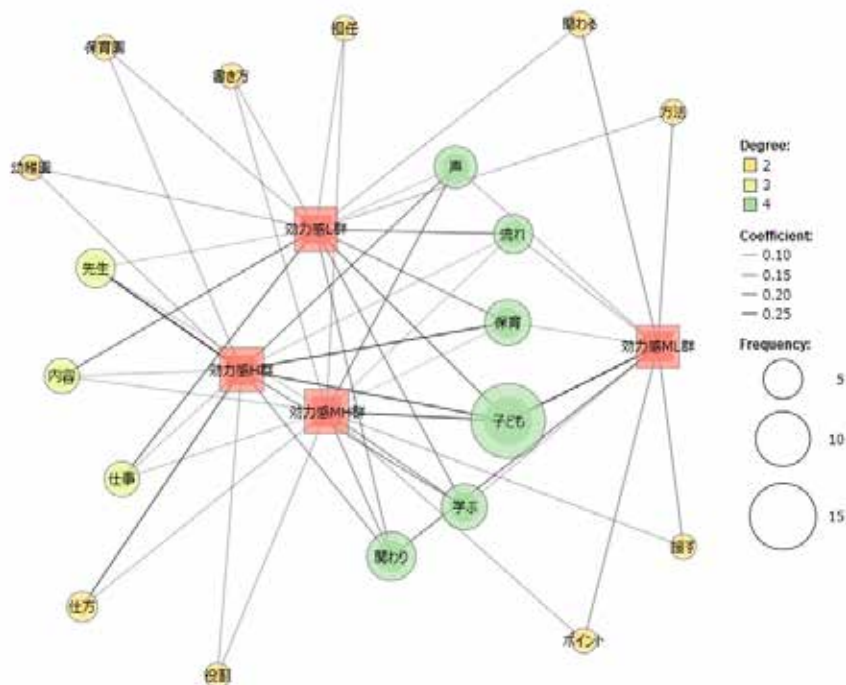 担任
関わる
保育園
書き方
方法
声
幼稚園
効力感L群
流れ
先生
保育
効力感ML群
内容
効力感H群
効力感MH群
子ども
仕事
学ぶ
関わり
接す
仕方
ポイント
役割
Degree:
2
3
4
Coefficient:
0.10
0.15
0.20
0.25
Frequency:
5
10
15